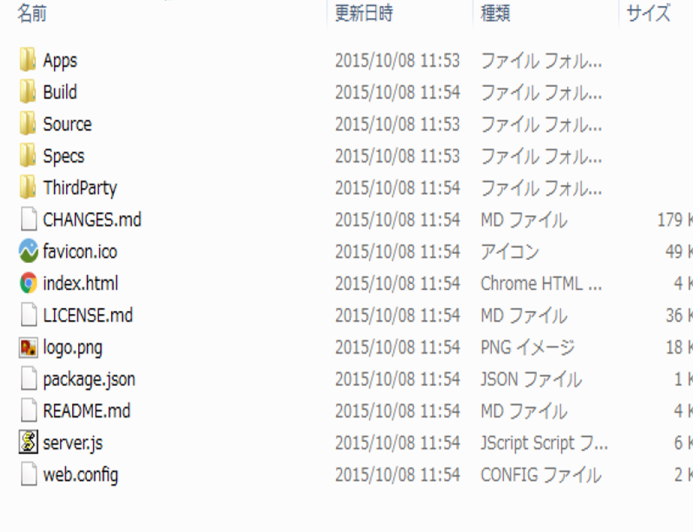 名前 更新日時 種類 サイズ
Apps 2015/10/08 11:53 ファイル フォル...
Build 2015/10/08 11:54 ファイル フォル...
Source 2015/10/08 11:53 ファイル フォル...
Specs 2015/10/08 11:53 ファイル フォル...
ThirdParty 2015/10/08 11:54 ファイル フォル...
CHANGES.md 2015/10/08 11:54 MD ファイル 179 K
favicon.ico 2015/10/08 11:54 アイコン 49 K
index.html 2015/10/08 11:54 Chrome HTML ... 4 K
LICENSE.md 2015/10/08 11:54 MD ファイル 36 K
logo.png 2015/10/08 11:54 PNG イメージ 18 K
package.json 2015/10/08 11:54 JSON ファイル 1 K
README.md 2015/10/08 11:54 MD ファイル 4 K
server.js 2015/10/08 11:54 JScript Script フ... 6 K
web.config 2015/10/08 11:54 CONFIG ファイル 2 K